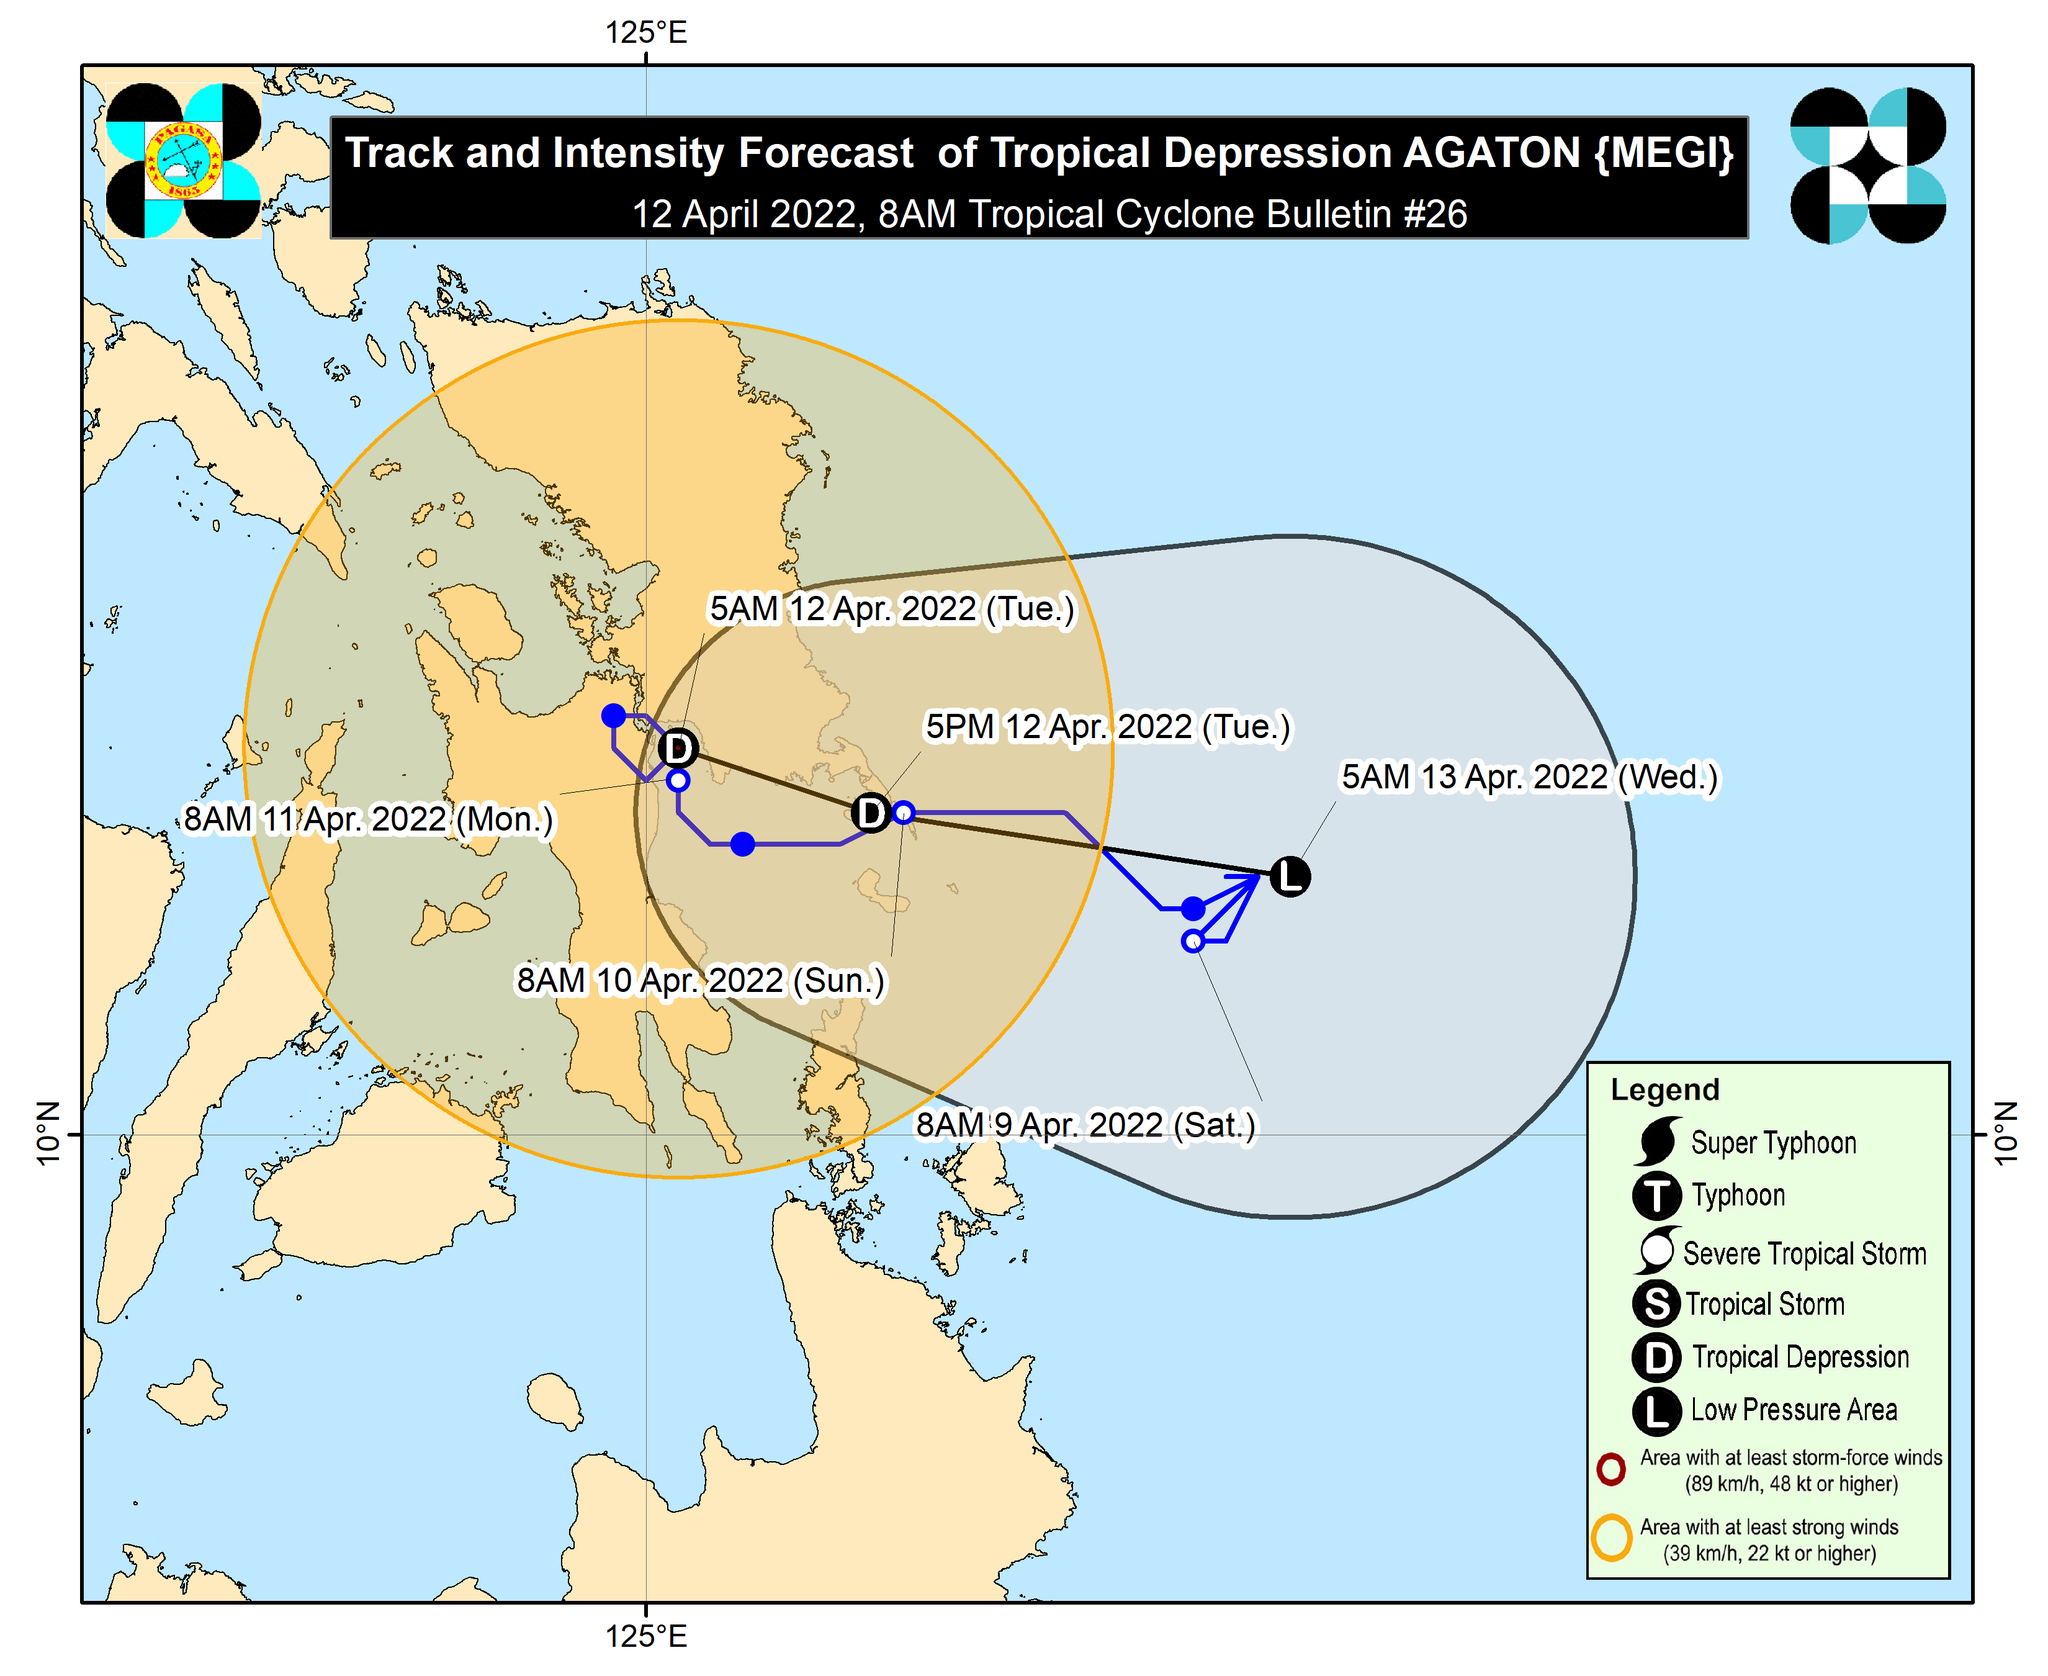 125°E
PAGASA
1865
Track and Intensity Forecast of Tropical Depression AGATON {MEGI}
12 April 2022, 8AM Tropical Cyclone Bulletin #26
5AM 12 Apr. 2022 (Tue.)
5PM 12 Apr. 2022 (Tue.)
D
5AM 13 Apr. 2022 (Wed.)
8AM 11 Apr. 2022 (Mon.)
D
L
8AM 10 Apr. 2022 (Sun.)
8AM 9 Apr. 2022 (Sat.)
10°N
10°N
Legend
Super Typhoon
T Typhoon
Severe Tropical Storm
S Tropical Storm
D Tropical Depression
L Low Pressure Area
Area with at least storm-force winds
(89 km/h, 48 kt or higher)
Area with at least strong winds
(39 km/h, 22 kt or higher)
125°E